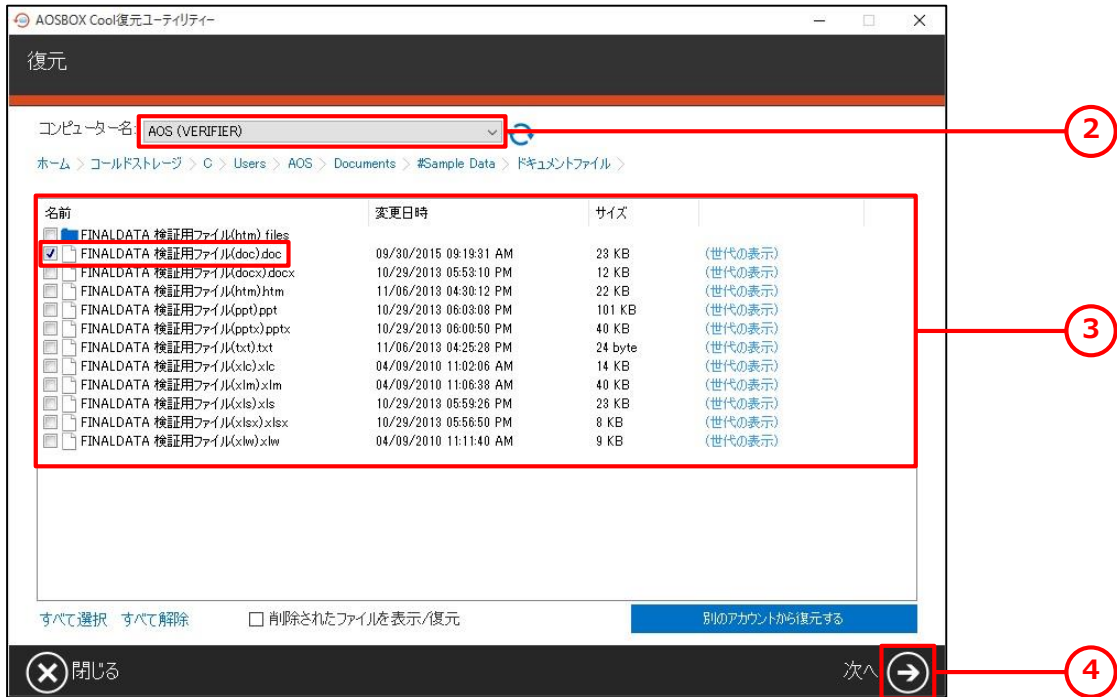 AOSBOX Cool復元ユーティリティー
復元
コンピューター名: AOS (VERIFIER)
2
ホーム > コールドストレージ > C > Users > AOS > Documents > #Sample Data > ドキュメントファイル >
名前 変更日時 サイズ
FINALDATA 検証用ファイル(htm).files
FINALDATA 検証用ファイル(doc).doc 09/30/2015 09:19:31 AM 23 KB (世代の表示)
FINALDATA 検証用ファイル(docx).docx 10/29/2013 05:53:10 PM 12 KB (世代の表示)
FINALDATA 検証用ファイル(htm).htm 11/06/2013 04:30:12 PM 22 KB (世代の表示)
FINALDATA 検証用ファイル(ppt).ppt 10/29/2013 06:03:08 PM 101 KB (世代の表示)
FINALDATA 検証用ファイル(pptx).pptx 10/29/2013 06:00:50 PM 40 KB (世代の表示)
3
FINALDATA 検証用ファイル(txt).txt 11/06/2013 04:25:28 PM 24 byte (世代の表示)
FINALDATA 検証用ファイル(xlc).xlc 04/09/2010 11:02:06 AM 14 KB (世代の表示)
FINALDATA 検証用ファイル(xlm).xlm 04/09/2010 11:06:38 AM 40 KB (世代の表示)
FINALDATA 検証用ファイル(xls).xls 10/29/2013 05:59:26 PM 23 KB (世代の表示)
FINALDATA 検証用ファイル(xlsx).xlsx 10/29/2013 05:56:50 PM 8 KB (世代の表示)
FINALDATA 検証用ファイル(xlw).xlw 04/09/2010 11:11:40 AM 9 KB (世代の表示)
すべて選択 すべて解除 削除されたファイルを表示/復元 別のアカウントから復元する
閉じる 次へ
4